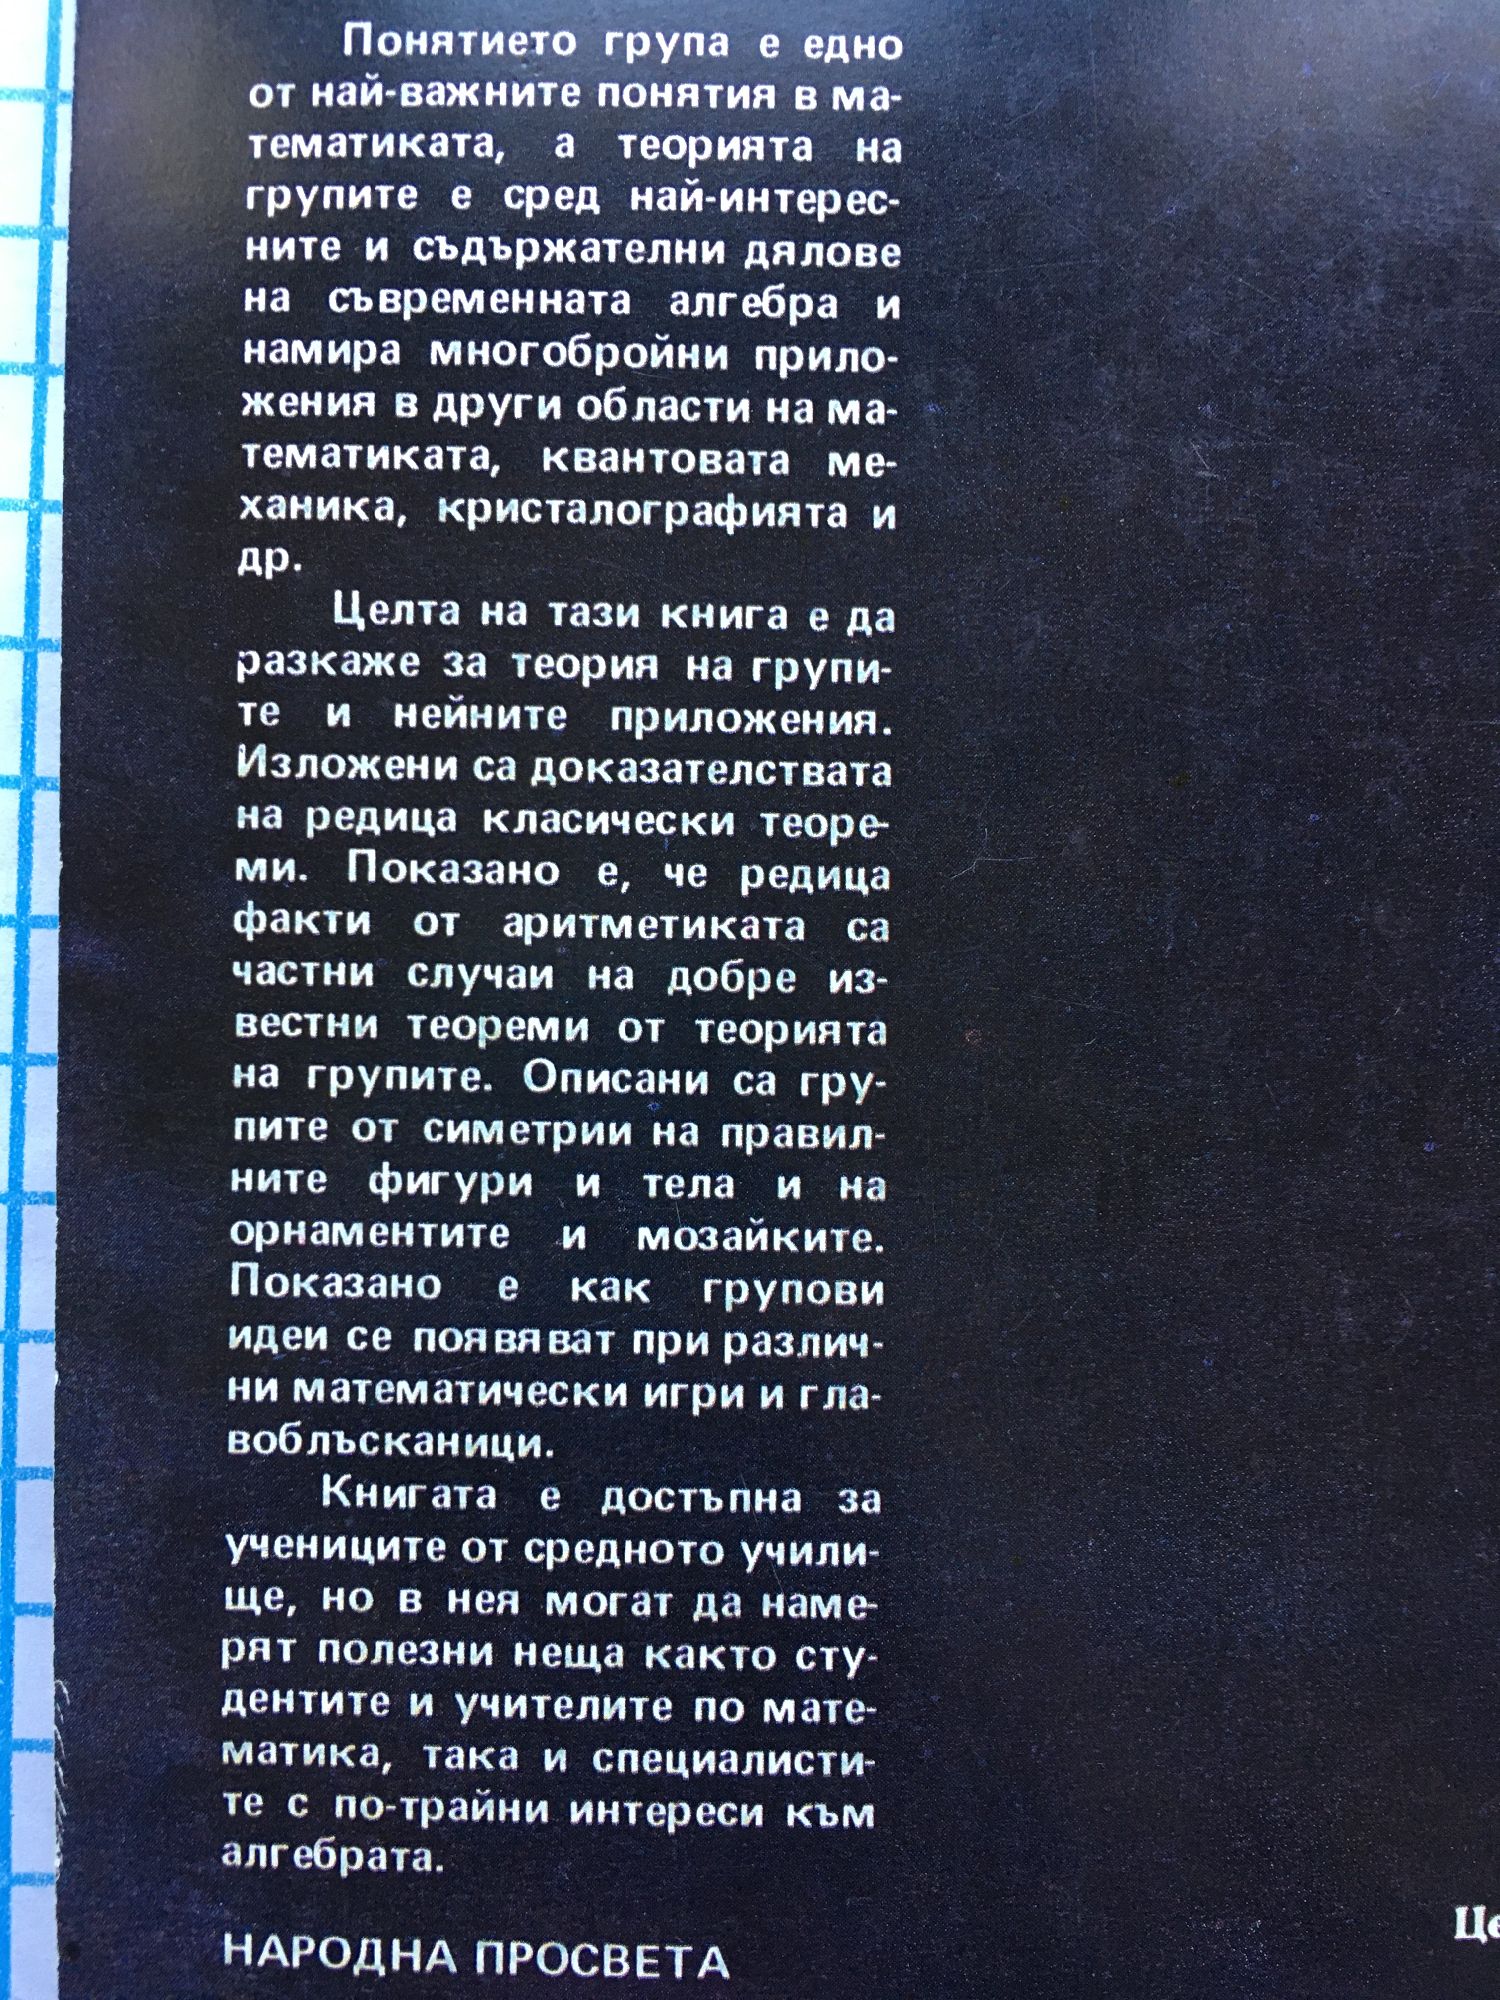 Понятието група е едно
от най-важните понятия в ма-
тематиката, а теорията на
групите е сред най-интерес-
ните и съдържателни дялове
на съвременната алгебра и
намира многобройни прило-
жения в други области на ма-
тематиката, квантовата ме-
ханика, кристалографията и
др.
Целта на тази книга е да
разкаже за теория на групи-
те и нейните приложения.
Изложени са доказателствата
на редица класически теоре-
ми. Показано е, че редица
факти от аритметиката са
частни случаи на добре из-
вестни теореми от теорията
на групите. Описани са гру-
пите от симетрии на правил-
ните фигури и тела и на
орнаментите и мозайките.
Показано е как групови
идеи се появяват при различ-
ни математически игри и гла-
воблъсканици.
Книгата е достъпна за
учениците от средното учили-
ще, но в нея могат да наме-
рят полезни неща както сту-
дентите и учителите по мате-
матика, така и специалисти-
те с по-трайни интереси към
алгебрата.
НАРОДНА ПРОСВЕТА